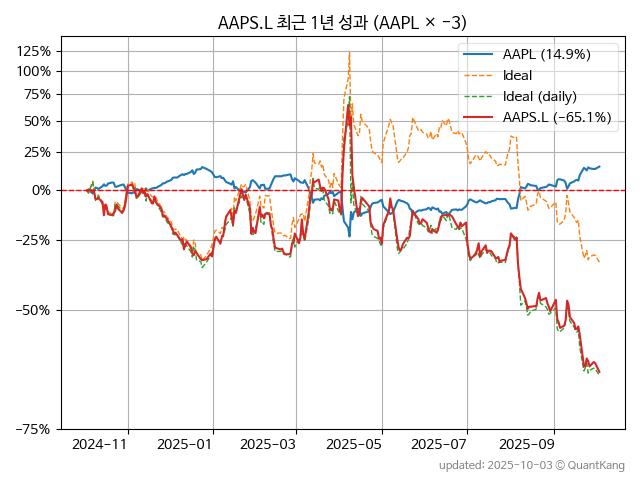 AAPS.L 최근 1년 성과 (AAPL × −3)
125%
100%
75%
50%
25%
0%
−25%
−50%
−75%
AAPL (14.9%)
Ideal
Ideal (daily)
AAPS.L (−65.1%)
2024-11
2025-01
2025-03
2025-05
2025-07
2025-09
updated: 2025-10-03 © QuantKang